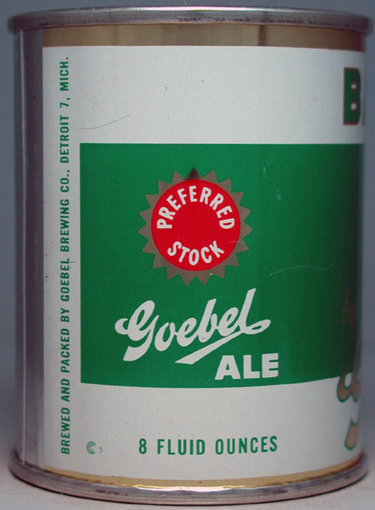 BREWED AND PACKED BY GOEBEL BREWING CO., DETROIT 7, MICH.
PREFERRED
STOCK
Goebel
ALE
8 FLUID OUNCES